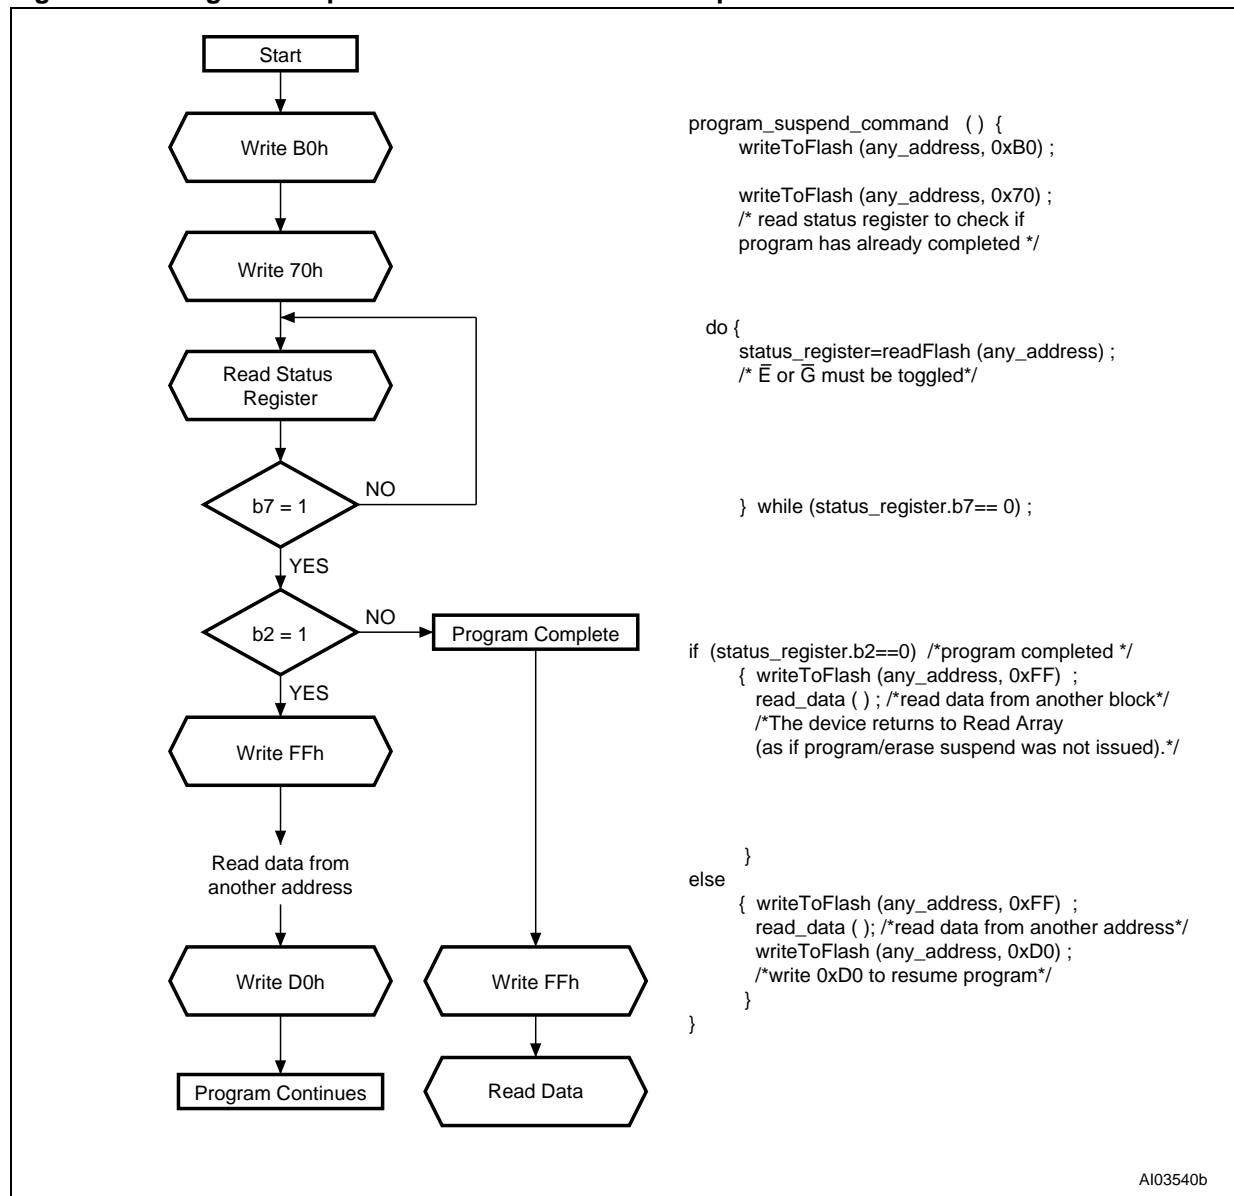 Start
Write B0h
Write 70h
Read Status
Register
b7 = 1
NO
YES
b2 = 1
NO
Program Complete
YES
Write FFh
Read data from
another address
Write D0h
Write FFh
Program Continues
Read Data
program_suspend_command ( ) {
writeToFlash (any_address, 0xB0) ;
writeToFlash (any_address, 0x70) ;
/* read status register to check if
program has already completed */
do {
status_register=readFlash (any_address) ;
/* E̅ or G̅ must be toggled*/
} while (status_register.b7== 0) ;
if (status_register.b2==0) /*program completed */
{ writeToFlash (any_address, 0xFF) ;
read_data ( ) ; /*read data from another block*/
/*The device returns to Read Array
(as if program/erase suspend was not issued).*/
}
else
{ writeToFlash (any_address, 0xFF) ;
read_data ( ); /*read data from another address*/
writeToFlash (any_address, 0xD0) ;
/*write 0xD0 to resume program*/
}
}
AI03540b